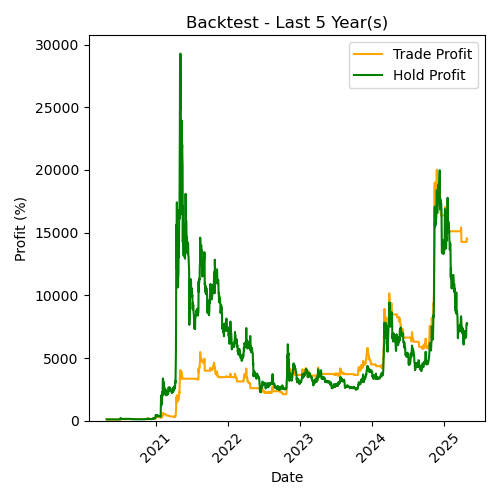 Backtest - Last 5 Year(s)
Trade Profit
Hold Profit
Profit (%)
30000
25000
20000
15000
10000
5000
0
2021
2022
2023
2024
2025
Date